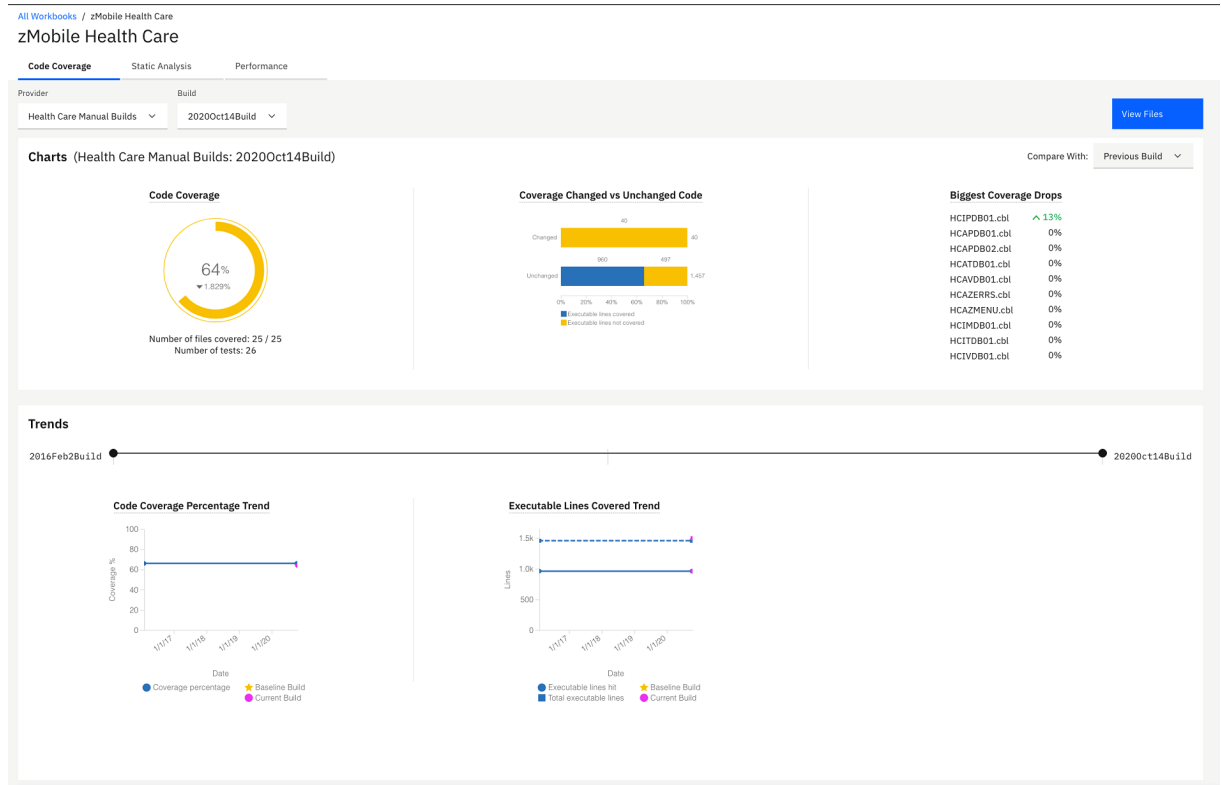 All Workbooks / zMobile Health Care
zMobile Health Care
Code Coverage Static Analysis Performance
Provider Build
Health Care Manual Builds 2020Oct14Build View Files
Charts (Health Care Manual Builds: 2020Oct14Build) Compare With: Previous Build
Code Coverage
64%
1.829%
Number of files covered: 25 / 25
Number of tests: 26
Coverage Changed vs Unchanged Code
40
Changed 40
960 497
Unchanged 1,457
0% 20% 40% 60% 80% 100%
Executable lines covered
Executable lines not covered
Biggest Coverage Drops
HCIPDB01.cbl 13%
HCAPDB01.cbl 0%
HCAPDB02.cbl 0%
HCATDB01.cbl 0%
HCAVDB01.cbl 0%
HCAZERRS.cbl 0%
HCAZMENU.cbl 0%
HCIMDB01.cbl 0%
HCITDB01.cbl 0%
HCIVDB01.cbl 0%
Trends
2016Feb2Build 2020Oct14Build
Code Coverage Percentage Trend
100
80
60
40
20
0
Coverage %
1/1/17 1/1/18 1/1/19 1/1/20
Date
Coverage percentage Baseline Build
Current Build
Executable Lines Covered Trend
1.5k
1.0k
500
0
Lines
1/1/17 1/1/18 1/1/19 1/1/20
Date
Executable lines hit Baseline Build
Total executable lines Current Build